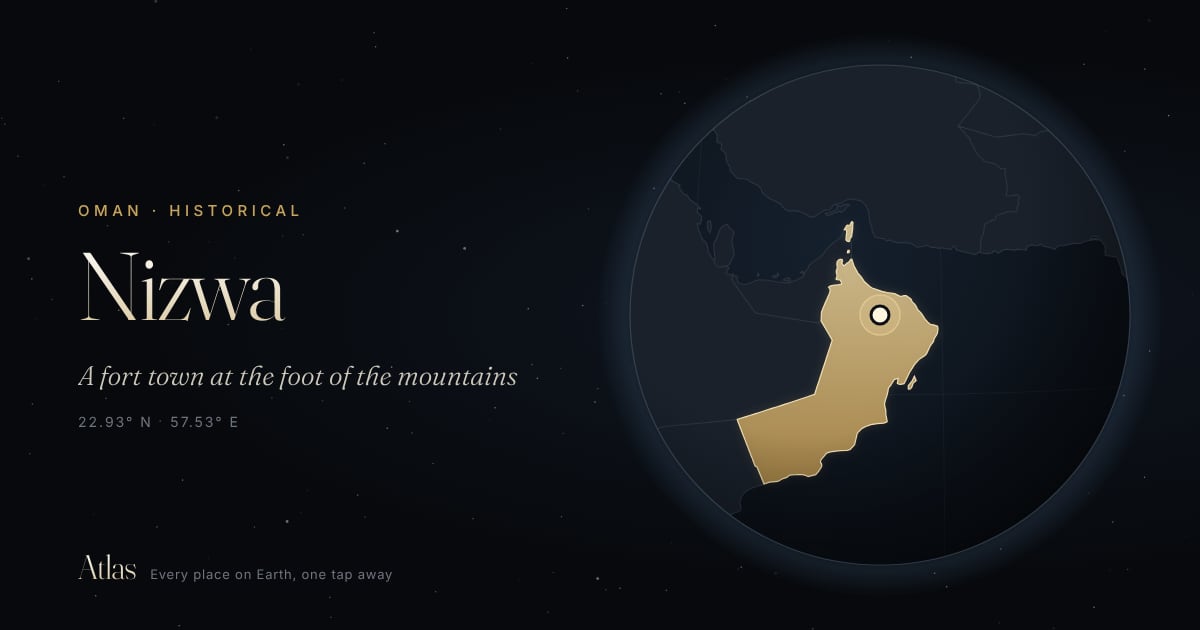 OMAN · HISTORICAL
Nizwa
A fort town at the foot of the mountains
22.93° N · 57.53° E
Atlas Every place on Earth, one tap away